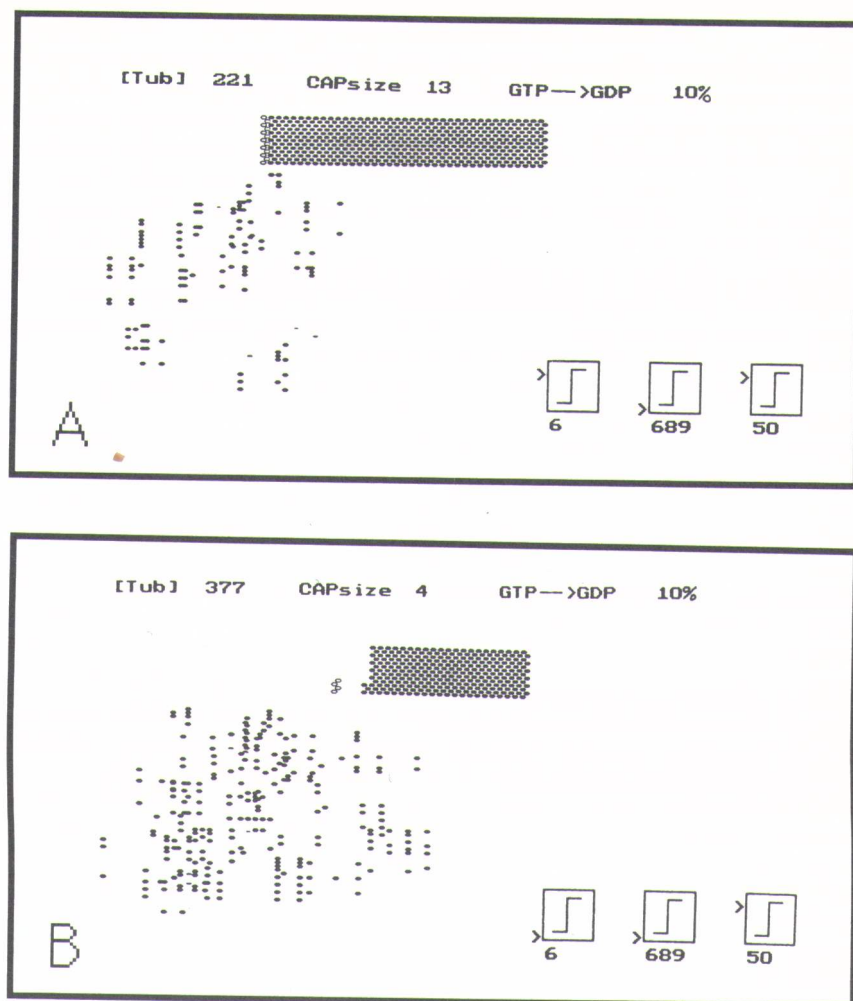 [Tub] 221 CAPsize 13 GTP-->GDP 10%
6 689 50
A
[Tub] 377 CAPsize 4 GTP-->GDP 10%
6 689 50
B